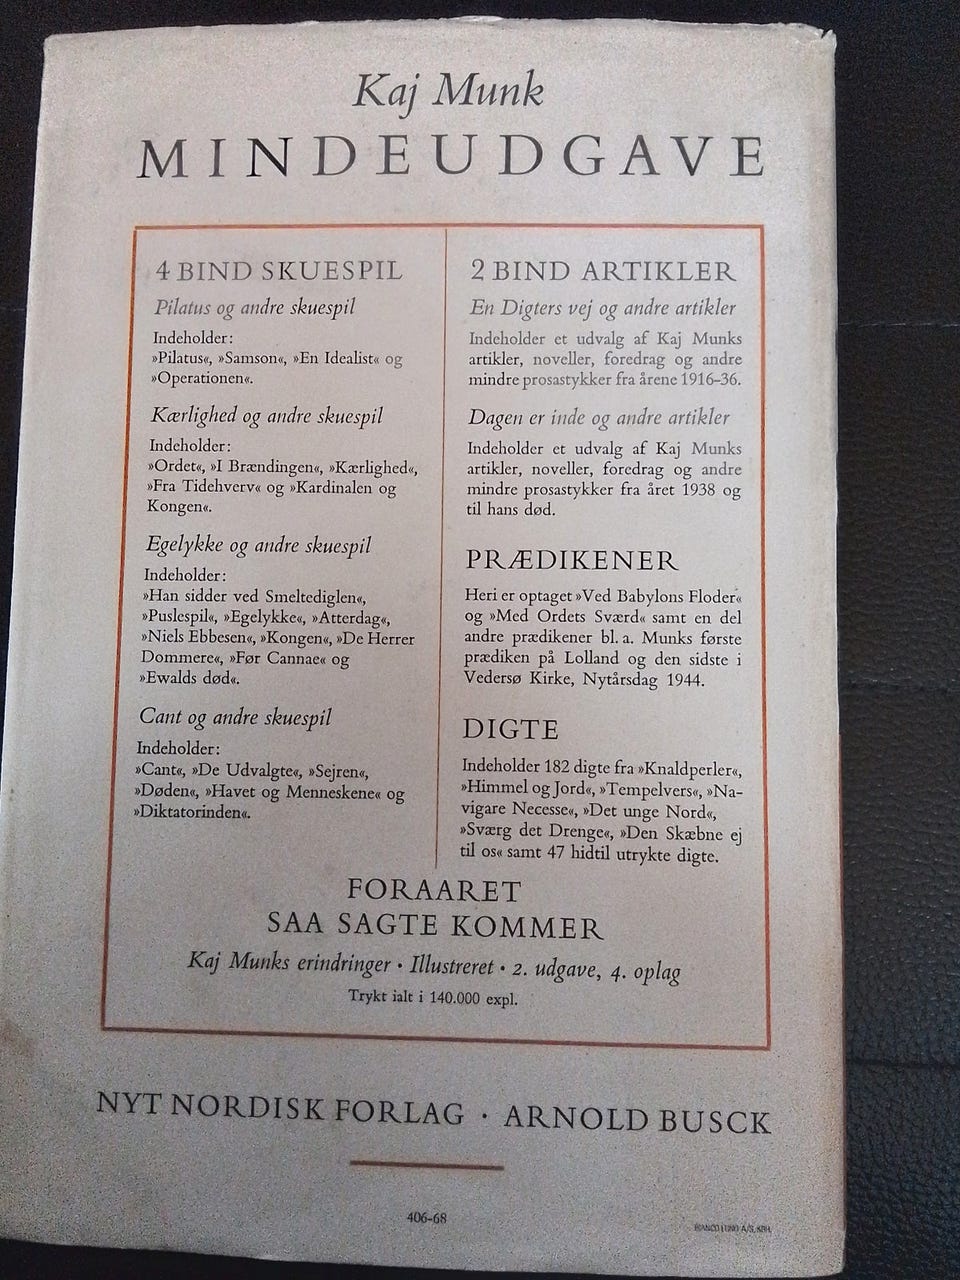 Kaj Munk
MINDEUDGAVE
4 BIND SKUESPIL
Pilatus og andre skuespil
Indeholder:
»Pilatus«, »Samson«, »En Idealist« og
»Operationen«.
Kærlighed og andre skuespil
Indeholder:
»Ordet«, »I Brændingen«, »Kærlighed«,
»Fra Tidehverv« og »Kardinalen og
Kongen«.
Egelykke og andre skuespil
Indeholder:
»Han sidder ved Smeltediglen«,
»Puslespil«, »Egelykke«, »Atterdag«,
»Niels Ebbesen«, »Kongen«, »De Herrer
Dommere«, »Før Cannae« og
»Ewalds død«.
Cant og andre skuespil
Indeholder:
»Cant«, »De Udvalgte«, »Sejren«,
»Døden«, »Havet og Menneskene« og
»Diktatorinden«.
2 BIND ARTIKLER
En Digters vej og andre artikler
Indeholder et udvalg af Kaj Munks
artikler, noveller, foredrag og andre
mindre prosastykker fra årene 1916-36.
Dagen er inde og andre artikler
Indeholder et udvalg af Kaj Munks
artikler, noveller, foredrag og andre
mindre prosastykker fra året 1938 og
til hans død.
PRÆDIKENER
Heri er optaget »Ved Babylons Floder«
og »Med Ordets Sværd« samt en del
andre prædikener bl. a. Munks første
prædiken på Lolland og den sidste i
Vedersø Kirke, Nytårsdag 1944.
DIGTE
Indeholder 182 digte fra »Knaldperler«,
»Himmel og Jord«, »Tempelvers«, »Na-
vigare Necesse«, »Det unge Nord«,
»Sværg det Drenge«, »Den Skæbne ej
til os« samt 47 hidtil utrykte digte.
FORAARET
SAA SAGTE KOMMER
Kaj Munks erindringer • Illustreret • 2. udgave, 4. oplag
Trykt ialt i 140.000 expl.
NYT NORDISK FORLAG · ARNOLD BUSCK
406-68
BIANCO LUNO A/S, KBH.